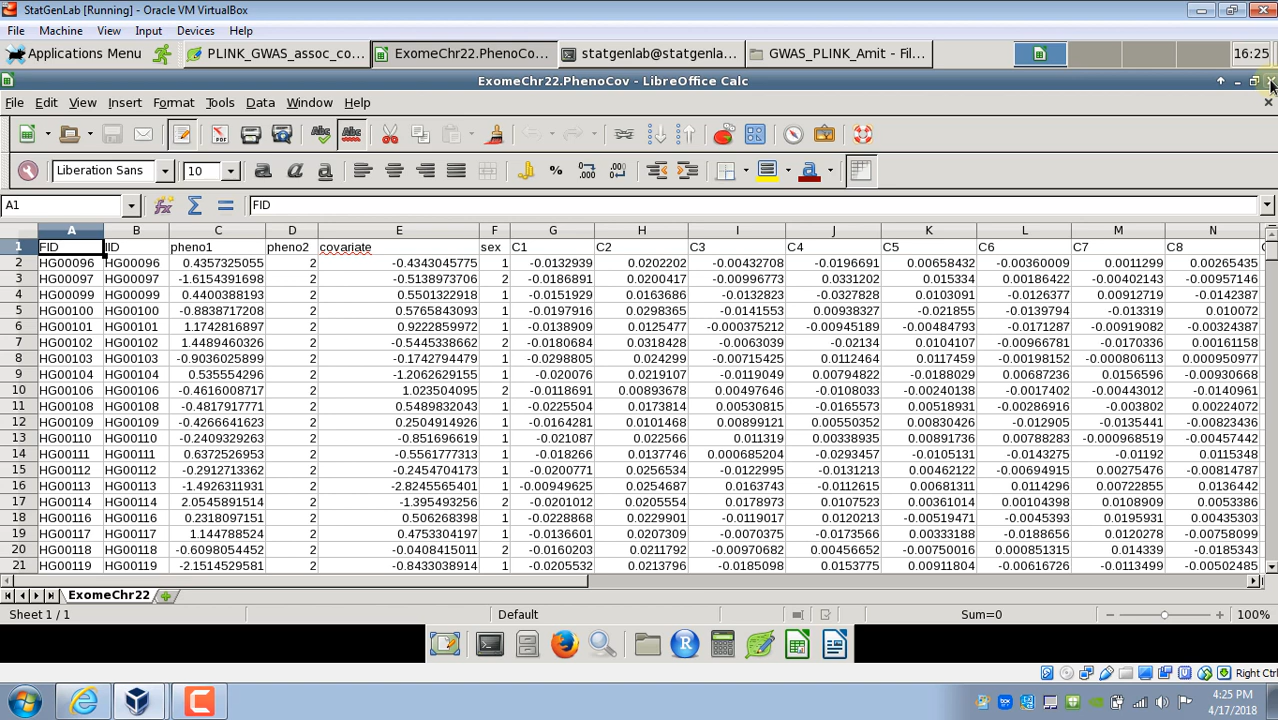 StatGenLab [Running] - Oracle VM VirtualBox
File Machine View Input Devices Help
Applications Menu PLINK_GWAS_assoc_co... ExomeChr22.PhenoCo... statgenlab@statgenla... GWAS_PLINK_Amit - Fil... 16:25
ExomeChr22.PhenoCov - LibreOffice Calc
File Edit View Insert Format Tools Data Window Help
Liberation Sans 10
A1 FID
A B C D E F G H I J K L M N
1 FID IID pheno1 pheno2 covariate sex C1 C2 C3 C4 C5 C6 C7 C8
2 HG00096 HG00096 0.4357325055 2 -0.4343045775 1 -0.0132939 0.0202202 -0.00432708 -0.0196691 0.00658432 -0.00360009 0.0011299 0.00265435
3 HG00097 HG00097 -1.6154391698 2 -0.5138973706 2 -0.0186891 0.0200417 -0.00996773 0.0331202 0.015334 0.00186422 -0.00402143 -0.00957146
4 HG00099 HG00099 0.4400388193 2 0.5501322918 1 -0.0151929 0.0163686 -0.0132823 -0.0327828 0.0103091 -0.0126377 0.00912719 -0.0142387
5 HG00100 HG00100 -0.8838717208 2 0.5765843093 1 -0.0197916 0.0298365 -0.0141553 0.00938327 -0.021855 -0.0139759 -0.013319 0.010072
6 HG00101 HG00101 1.1742816897 2 0.9222859972 1 -0.0138909 0.0125477 -0.000375212 -0.00945189 -0.00484793 -0.0171287 -0.00919082 -0.00324387
7 HG00102 HG00102 1.4489460326 2 -0.5445338662 2 -0.0180684 0.0318428 -0.0063039 -0.02134 0.0104107 -0.00966781 -0.0170336 0.00161158
8 HG00103 HG00103 -0.9036025899 2 -0.1742794479 1 -0.0298805 0.024299 -0.00715425 0.0112464 0.0117459 -0.00198152 -0.000806113 0.000950977
9 HG00104 HG00104 0.535554296 2 -1.2062629155 1 -0.020076 0.0219107 -0.0119049 0.00794822 -0.0188029 0.00687236 0.0156596 -0.00930668
10 HG00106 HG00106 -0.4616008717 2 1.023504095 2 -0.0118691 0.00893678 0.00497646 -0.0108033 -0.00240138 -0.0017402 -0.00443012 -0.0140961
11 HG00108 HG00108 -0.4817917771 2 0.5489832043 1 -0.0225504 0.0173814 0.00530815 -0.0165573 0.00518931 -0.00286916 -0.003802 0.00224072
12 HG00109 HG00109 -0.4266641623 2 0.2504914926 1 -0.0164281 0.0101468 0.00899121 0.00550352 0.00830426 -0.012905 -0.0135441 -0.00823436
13 HG00110 HG00110 -0.2409329263 2 -0.851696619 1 -0.021087 0.022566 0.011319 0.00338935 0.00891736 0.00788283 -0.000968519 -0.00457442
14 HG00111 HG00111 0.6372526953 2 -0.5561777313 1 -0.018266 0.0137746 0.000685204 -0.0293457 -0.0105131 -0.0143275 -0.01192 0.0115348
15 HG00112 HG00112 -0.2912713362 2 -0.2454704173 1 -0.0200771 0.0256534 -0.0122995 -0.0131213 0.00462122 -0.00694915 0.00275476 -0.00814787
16 HG00113 HG00113 -1.4926311931 2 -2.8245565401 1 -0.00949625 0.0254687 0.0163743 -0.0112615 0.00681311 0.0114296 0.00722855 0.0136442
17 HG00114 HG00114 2.0545891514 2 -1.395493256 2 -0.0201012 0.0205554 0.0178973 0.0107523 0.00361014 0.00104398 0.0108909 0.0053386
18 HG00116 HG00116 0.2318097151 2 0.506268398 1 -0.0228868 0.0229901 -0.0119017 0.0120213 -0.00519471 -0.0045397 0.0195931 0.00435303
19 HG00117 HG00117 1.144788524 2 0.4753304197 1 -0.0136601 0.0207309 -0.0070375 -0.0173566 0.00333188 -0.0188656 0.0120278 -0.00758099
20 HG00118 HG00118 -0.6098054452 2 -0.0408415011 2 -0.0160203 0.0211792 -0.00970682 0.00456652 -0.00750016 0.000851315 0.014339 -0.0185343
21 HG00119 HG00119 -2.1514529581 2 -0.8433038914 1 -0.0205532 0.0213796 -0.0185098 0.0153775 0.00911804 -0.00616726 -0.0113499 -0.00502485
ExomeChr22
Sheet 1 / 1 Default Sum=0 100%
Right Ctrl
4:25 PM
4/17/2018